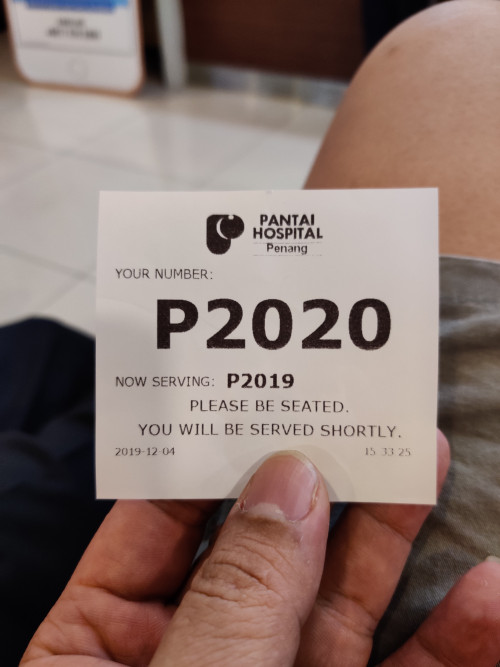 PANTAI
HOSPITAL
Penang
YOUR NUMBER:
P2020
NOW SERVING: P2019
PLEASE BE SEATED.
YOU WILL BE SERVED SHORTLY.
2019-12-04 15 33 25